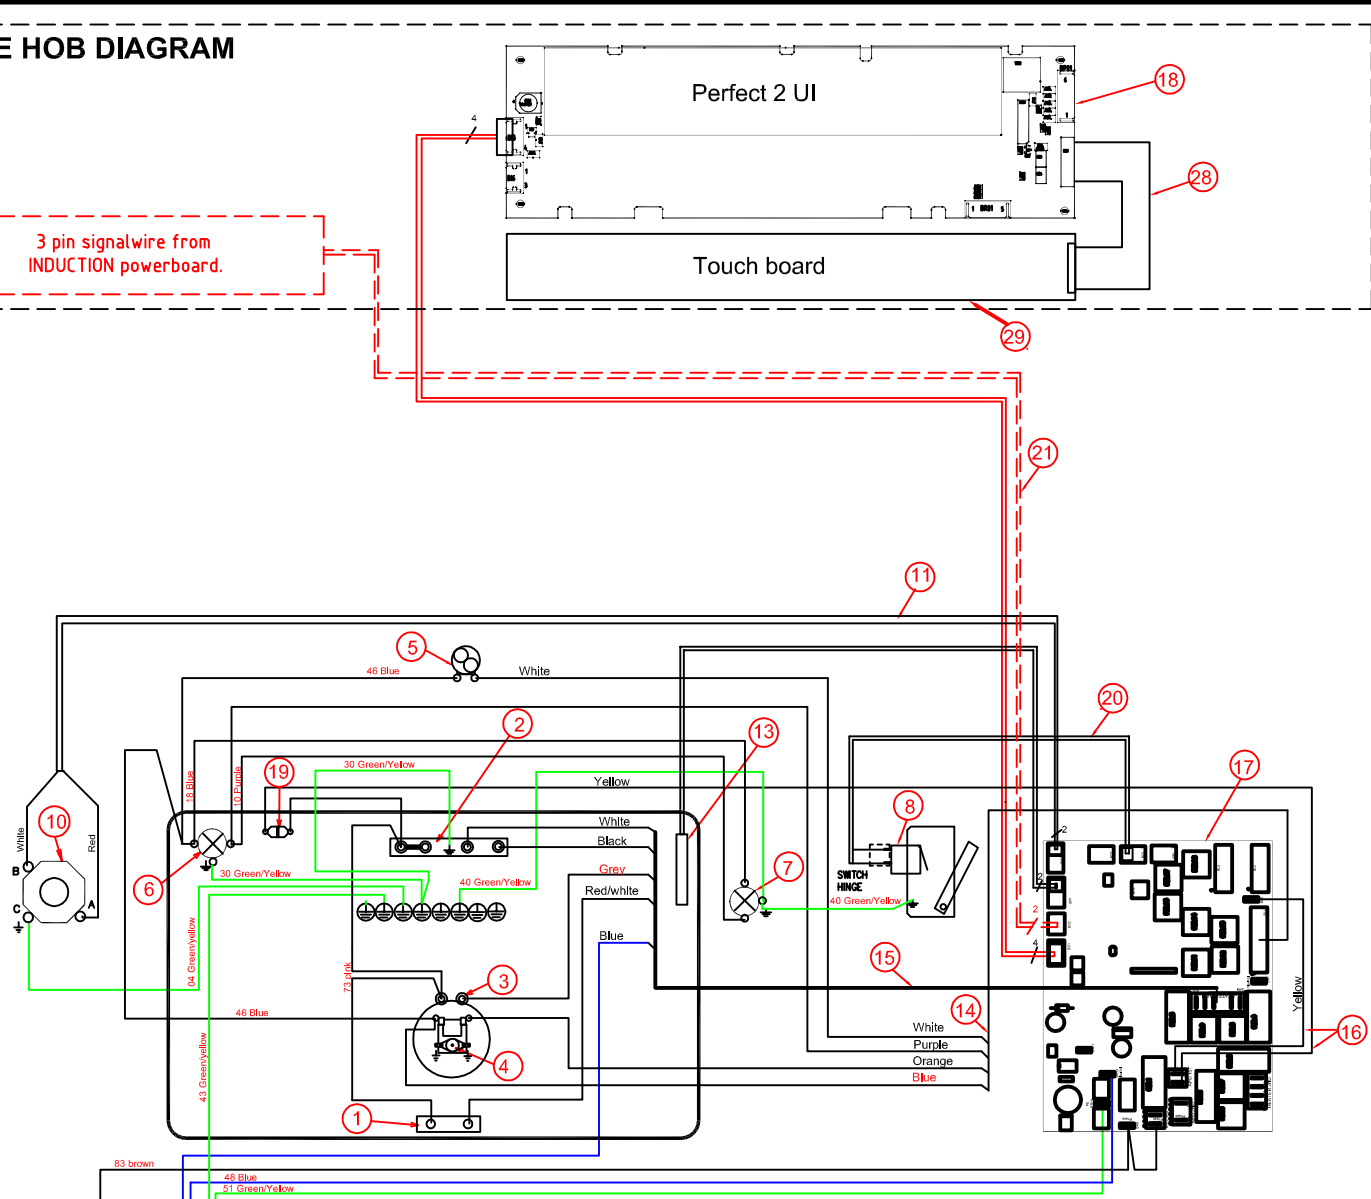 E HOB DIAGRAM
Perfect 2 UI
18
4
28
3 pin signalwire from
INDUCTION powerboard.
Touch board
29
21
11
5
46 Blue
White
20
2
13
17
18 Blue
10 Purple
19
30 Green/Yellow
Yellow
10
White
Red
8
White
2
Black
6
B
30 Green/Yellow
40 Green/Yellow
Grey
7
SWITCH
HINGE
Red/white
A
C
40 Green/Yellow
2
Blue
4
04 Green/yellow
73 pink
3
15
Yellow
46 Blue
14
White
16
Purple
43 Green/yellow
4
Orange
Blue
1
83 brown
48 Blue
51 Green/Yellow